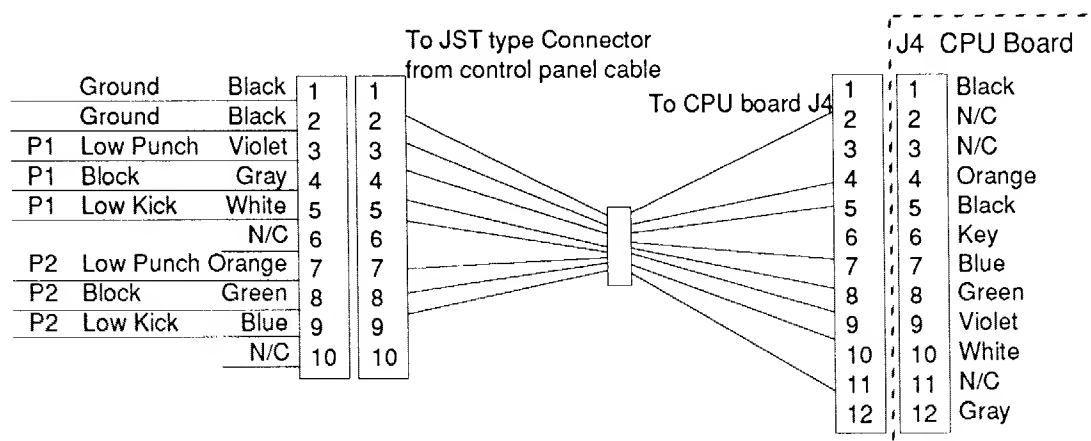 To JST type Connector
from control panel cable
J4 CPU Board
To CPU board J4
Ground Black 1 1
Ground Black 2 2
P1 Low Punch Violet 3 3
P1 Block Gray 4 4
P1 Low Kick White 5 5
N/C 6 6
P2 Low Punch Orange 7 7
P2 Block Green 8 8
P2 Low Kick Blue 9 9
N/C 10 10
1 1 Black
2 2 N/C
3 3 N/C
4 4 Orange
5 5 Black
6 6 Key
7 7 Blue
8 8 Green
9 9 Violet
10 10 White
11 11 N/C
12 12 Gray